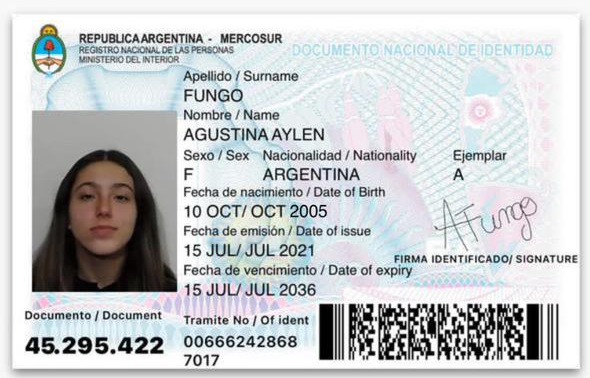 REPUBLICA ARGENTINA - MERCOSUR
REGISTRO NACIONAL DE LAS PERSONAS
MINISTERIO DEL INTERIOR
DOCUMENTO NACIONAL DE IDENTIDAD
Apellido / Surname
FUNGO
Nombre / Name
AGUSTINA AYLEN
Sexo / Sex Nacionalidad / Nationality Ejemplar
F ARGENTINA A
Fecha de nacimiento / Date of Birth
10 OCT/ OCT 2005
Fecha de emisión / Date of issue
15 JUL/ JUL 2021
Fecha de vencimiento / Date of expiry
15 JUL/ JUL 2036
AFungo
FIRMA IDENTIFICADO/ SIGNATURE
Documento / Document
45.295.422
Tramite No / Of ident
00666242868
7017